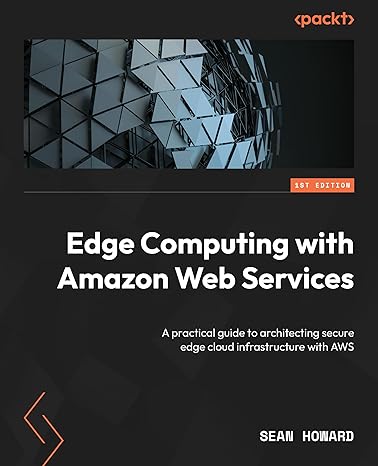 <packt>
1ST EDITION
Edge Computing with
Amazon Web Services
A practical guide to architecting secure
edge cloud infrastructure with AWS
SEAN HOWARD